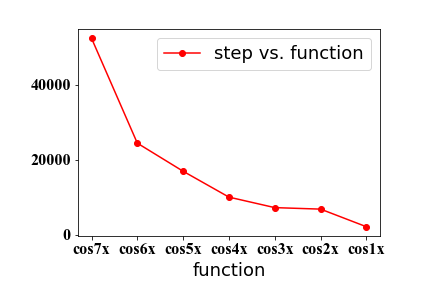 step vs. function
40000
20000
0
cos7x cos6x cos5x cos4x cos3x cos2x cos1x
function